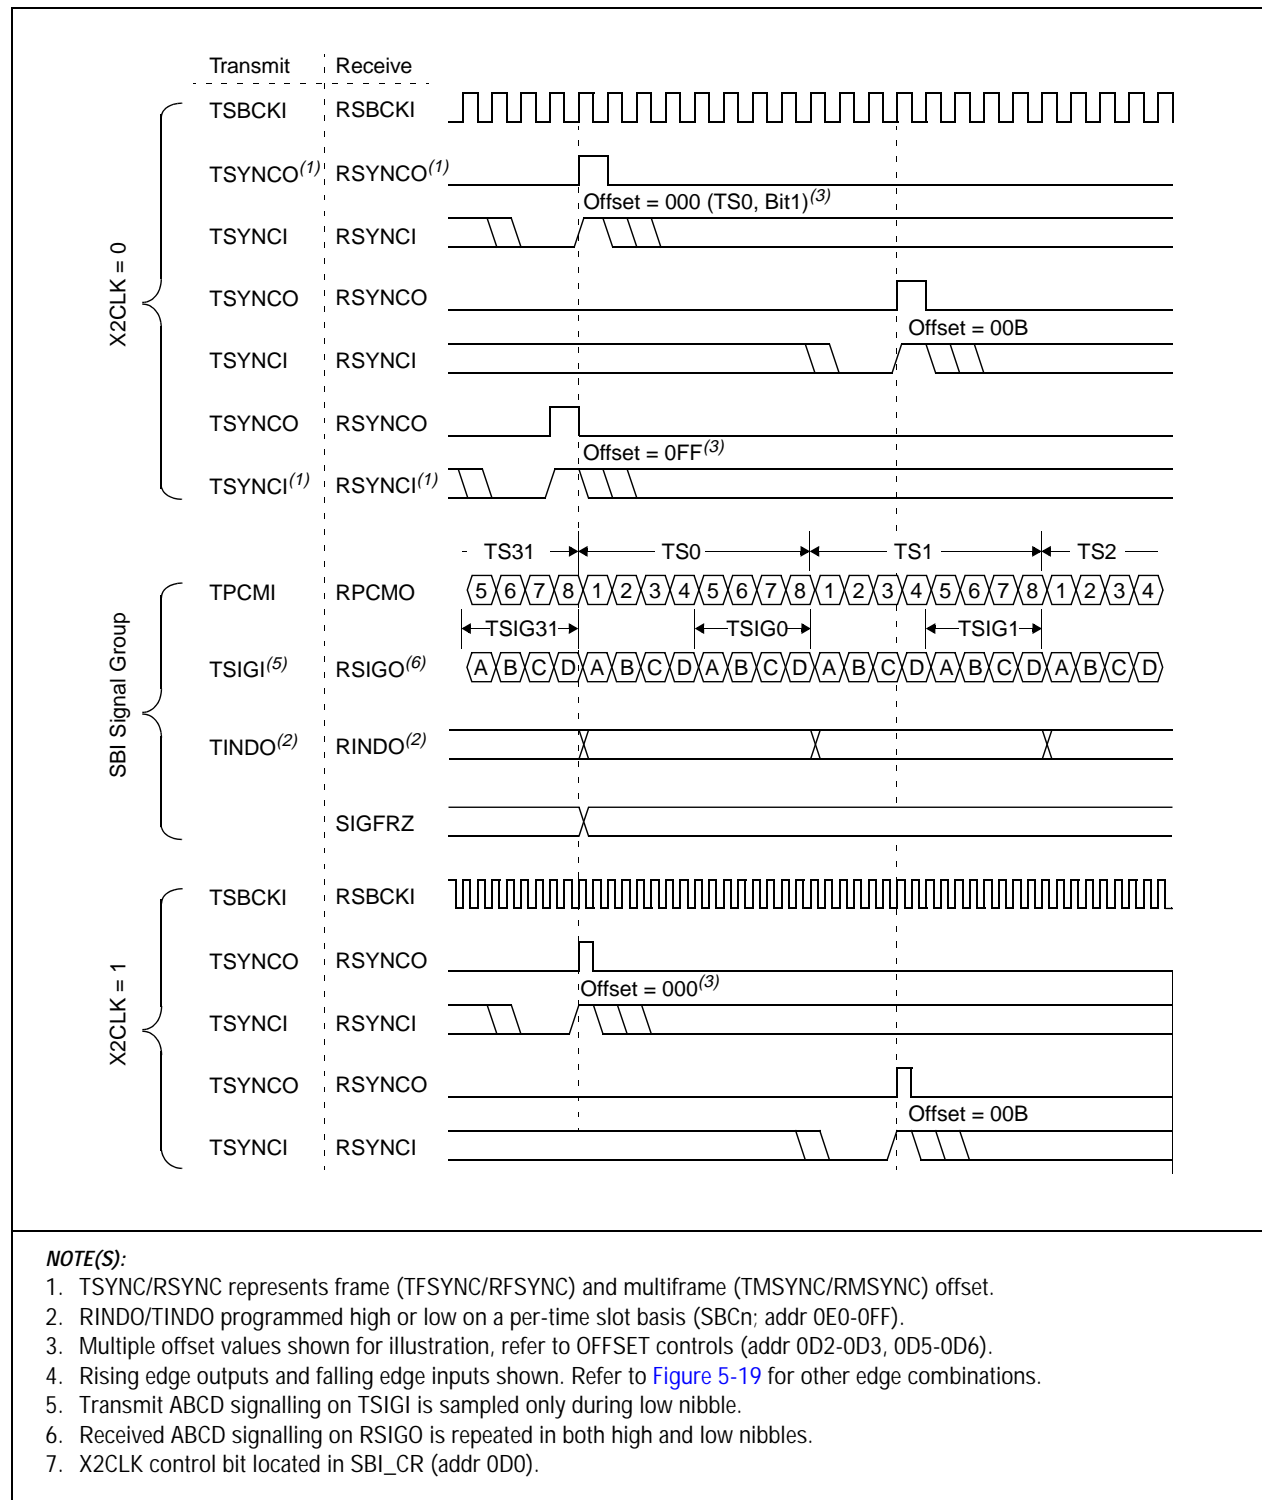 Transmit Receive
TSBCKI RSBCKI
TSYNCO(1) RSYNCO(1)
Offset = 000 (TS0, Bit1)(3)
TSYNCI RSYNCI
X2CLK = 0
TSYNCO RSYNCO
Offset = 00B
TSYNCI RSYNCI
TSYNCO RSYNCO
Offset = 0FF(3)
TSYNCI(1) RSYNCI(1)
TS31 TS0 TS1 TS2
TPCMI RPCMO 5 6 7 8 1 2 3 4 5 6 7 8 1 2 3 4 5 6 7 8 1 2 3 4
TSIG31 TSIG0 TSIG1
TSIGI(5) RSIGO(6) A B C D A B C D A B C D A B C D A B C D A B C D
SBI Signal Group
TINDO(2) RINDO(2)
SIGFRZ
TSBCKI RSBCKI
TSYNCO RSYNCO
Offset = 000(3)
TSYNCI RSYNCI
X2CLK = 1
TSYNCO RSYNCO
Offset = 00B
TSYNCI RSYNCI
NOTE(S):
1. TSYNC/RSYNC represents frame (TFSYNC/RFSYNC) and multiframe (TMSYNC/RMSYNC) offset.
2. RINDO/TINDO programmed high or low on a per-time slot basis (SBCn; addr 0E0-0FF).
3. Multiple offset values shown for illustration, refer to OFFSET controls (addr 0D2-0D3, 0D5-0D6).
4. Rising edge outputs and falling edge inputs shown. Refer to Figure 5-19 for other edge combinations.
5. Transmit ABCD signalling on TSIGI is sampled only during low nibble.
6. Received ABCD signalling on RSIGO is repeated in both high and low nibbles.
7. X2CLK control bit located in SBI_CR (addr 0D0).